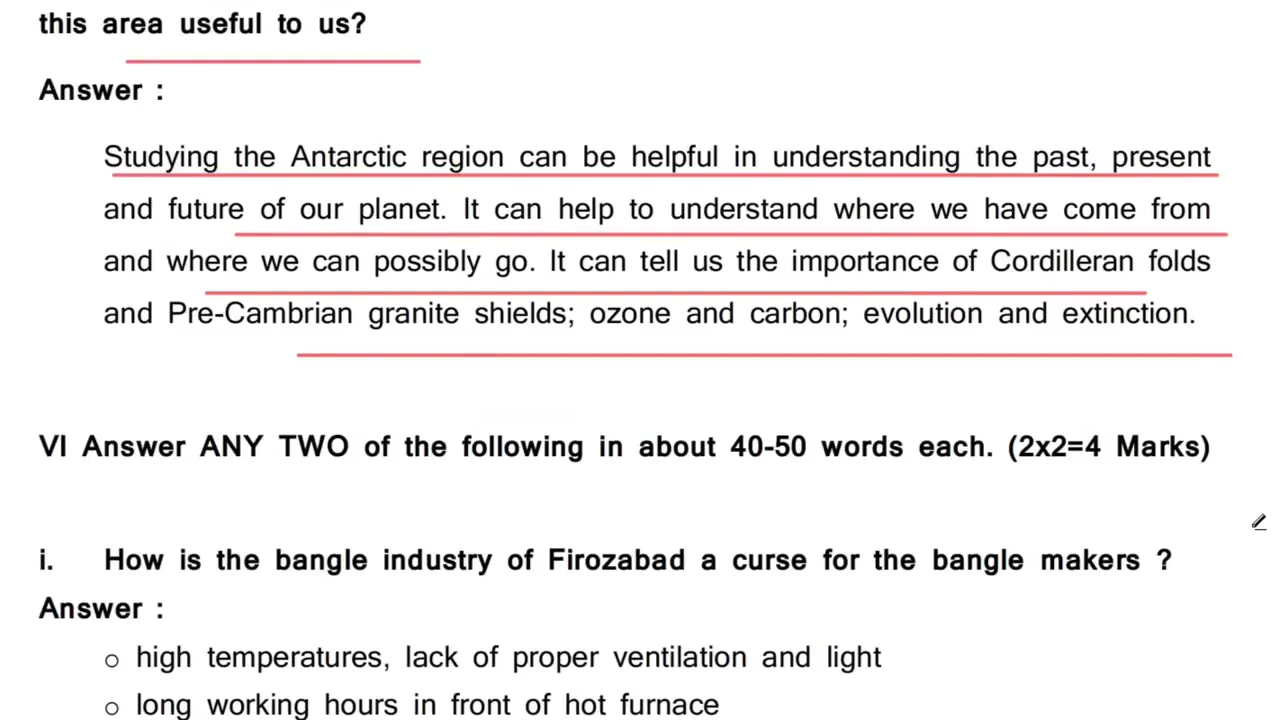 this area useful to us?
Answer :
Studying the Antarctic region can be helpful in understanding the past, present
and future of our planet. It can help to understand where we have come from
and where we can possibly go. It can tell us the importance of Cordilleran folds
and Pre-Cambrian granite shields; ozone and carbon; evolution and extinction.
VI Answer ANY TWO of the following in about 40-50 words each. (2x2=4 Marks)
i. How is the bangle industry of Firozabad a curse for the bangle makers ?
Answer :
o high temperatures, lack of proper ventilation and light
o long working hours in front of hot furnace